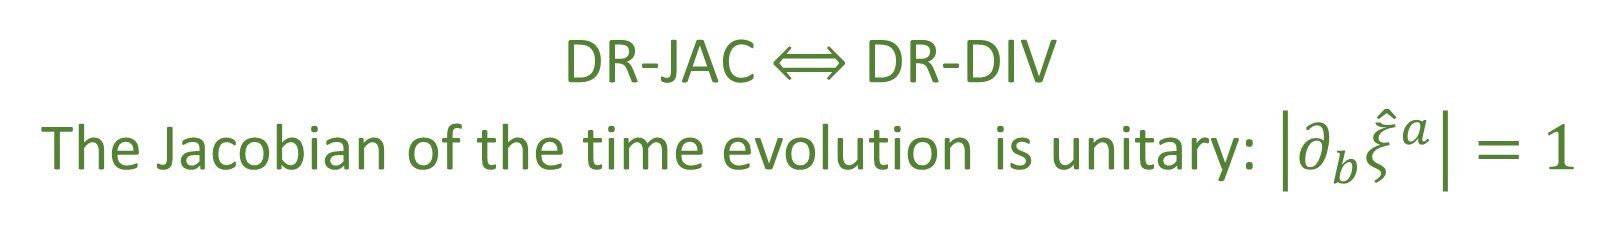 DR-JAC ⟺ DR-DIV
The Jacobian of the time evolution is unitary: |∂_b ξ̂^a| = 1